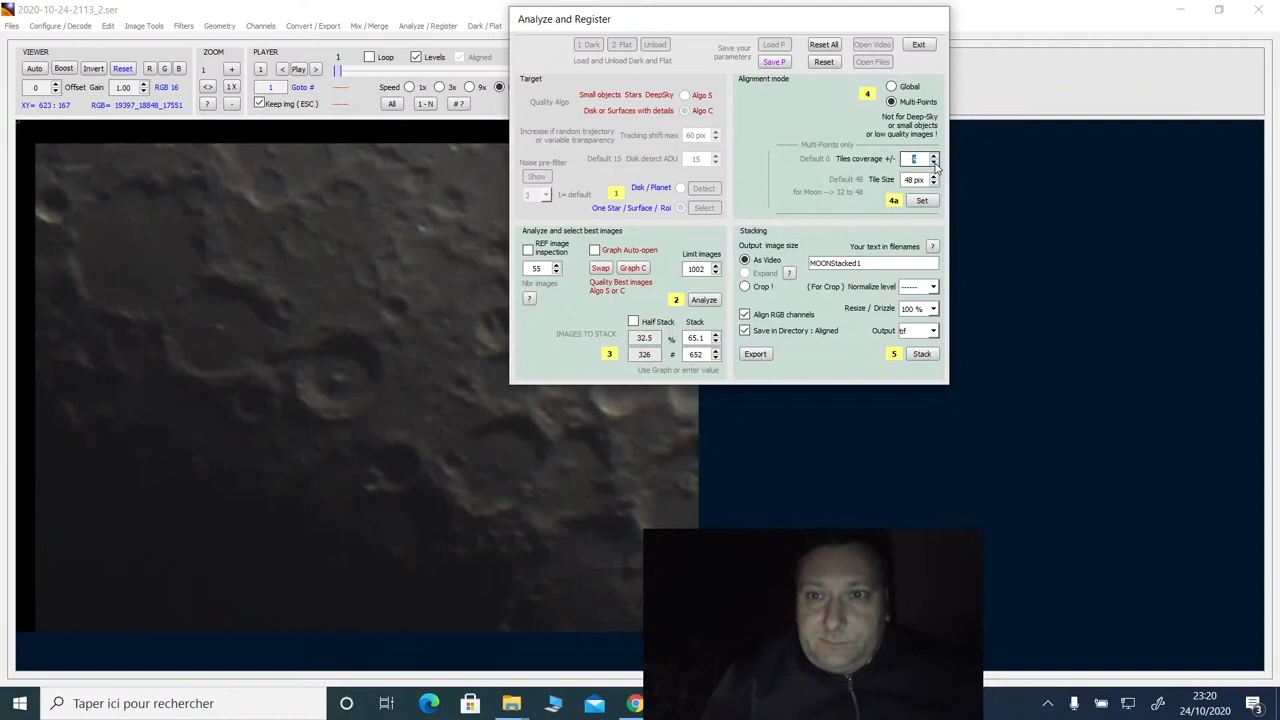 2020-10-24-2113_2.ser
Files Configure / Decode Edit Image Tools Filters Geometry Channels Convert / Export Mix / Merge Analyze / Register Dark / Flat
VIEWER
Auto Boost Invert Reset R G B
0 Offset Gain 1.00 RGB 16
XY= 623 : 167 RGB= 19397_18848_17551
ZOOM
1 + <> 1X ? -
PLAYER
1 < Play > Loop Levels Aligned
1 Goto # ------ Speed 1x 3x 9x
Keep img ( ESC ) All 1 - N # ?
Analyze and Register
1 Dark 2 Flat Unload
Load and Unload Dark and Flat
Save your
parameters
Load P Reset All Open Video Exit
Save P Reset Open Files
Target
Quality Algo
Small objects Stars DeepSky Algo S
Disk or Surfaces with details Algo C
Increase if random trajectory
or variable transparency
Tracking shift max 60 pix
Noise pre-filter
Default 15 Disk detect ADU 15
Show
3 1= default
1
Disk / Planet Detect
One Star / Surface / Roi Select
Alignment mode
4
Global
Multi-Points
Not for Deep-Sky
or small objects
or low quality images !
Multi-Points only
Default 0 Tiles coverage +/- 4
Default 48 Tile Size 48 pix
for Moon --> 32 to 48
4a Set
Analyze and select best images
REF image
inspection
Graph Auto-open
Limit images
55 Swap Graph C 1002
Nbr images
Quality Best images
Algo S or C
? 2 Analyze
Half Stack Stack
IMAGES TO STACK 32.5 % 65.1
3 326 # 652
Use Graph or enter value
Stacking
Output image size Your text in filenames ?
As Video MOONStacked1
Expand ?
Crop ! ( For Crop ) Normalize level ------
Resize / Drizzle 100 %
Align RGB channels
Save in Directory : Aligned Output tif
Export 5 Stack
Taper ici pour rechercher
23:20
24/10/2020